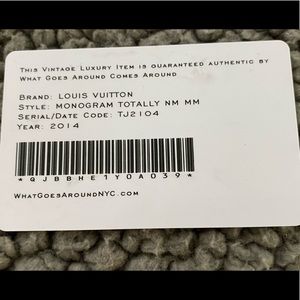 This Vintage Luxury Item is guaranteed authentic by
What Goes Around Comes Around
Brand: LOUIS VUITTON
Style: MONOGRAM TOTALLY NM MM
Serial/Date Code: TJ2104
Year: 2014
*QJB8HE1YDA039*
WhatGoesAroundNYC.com